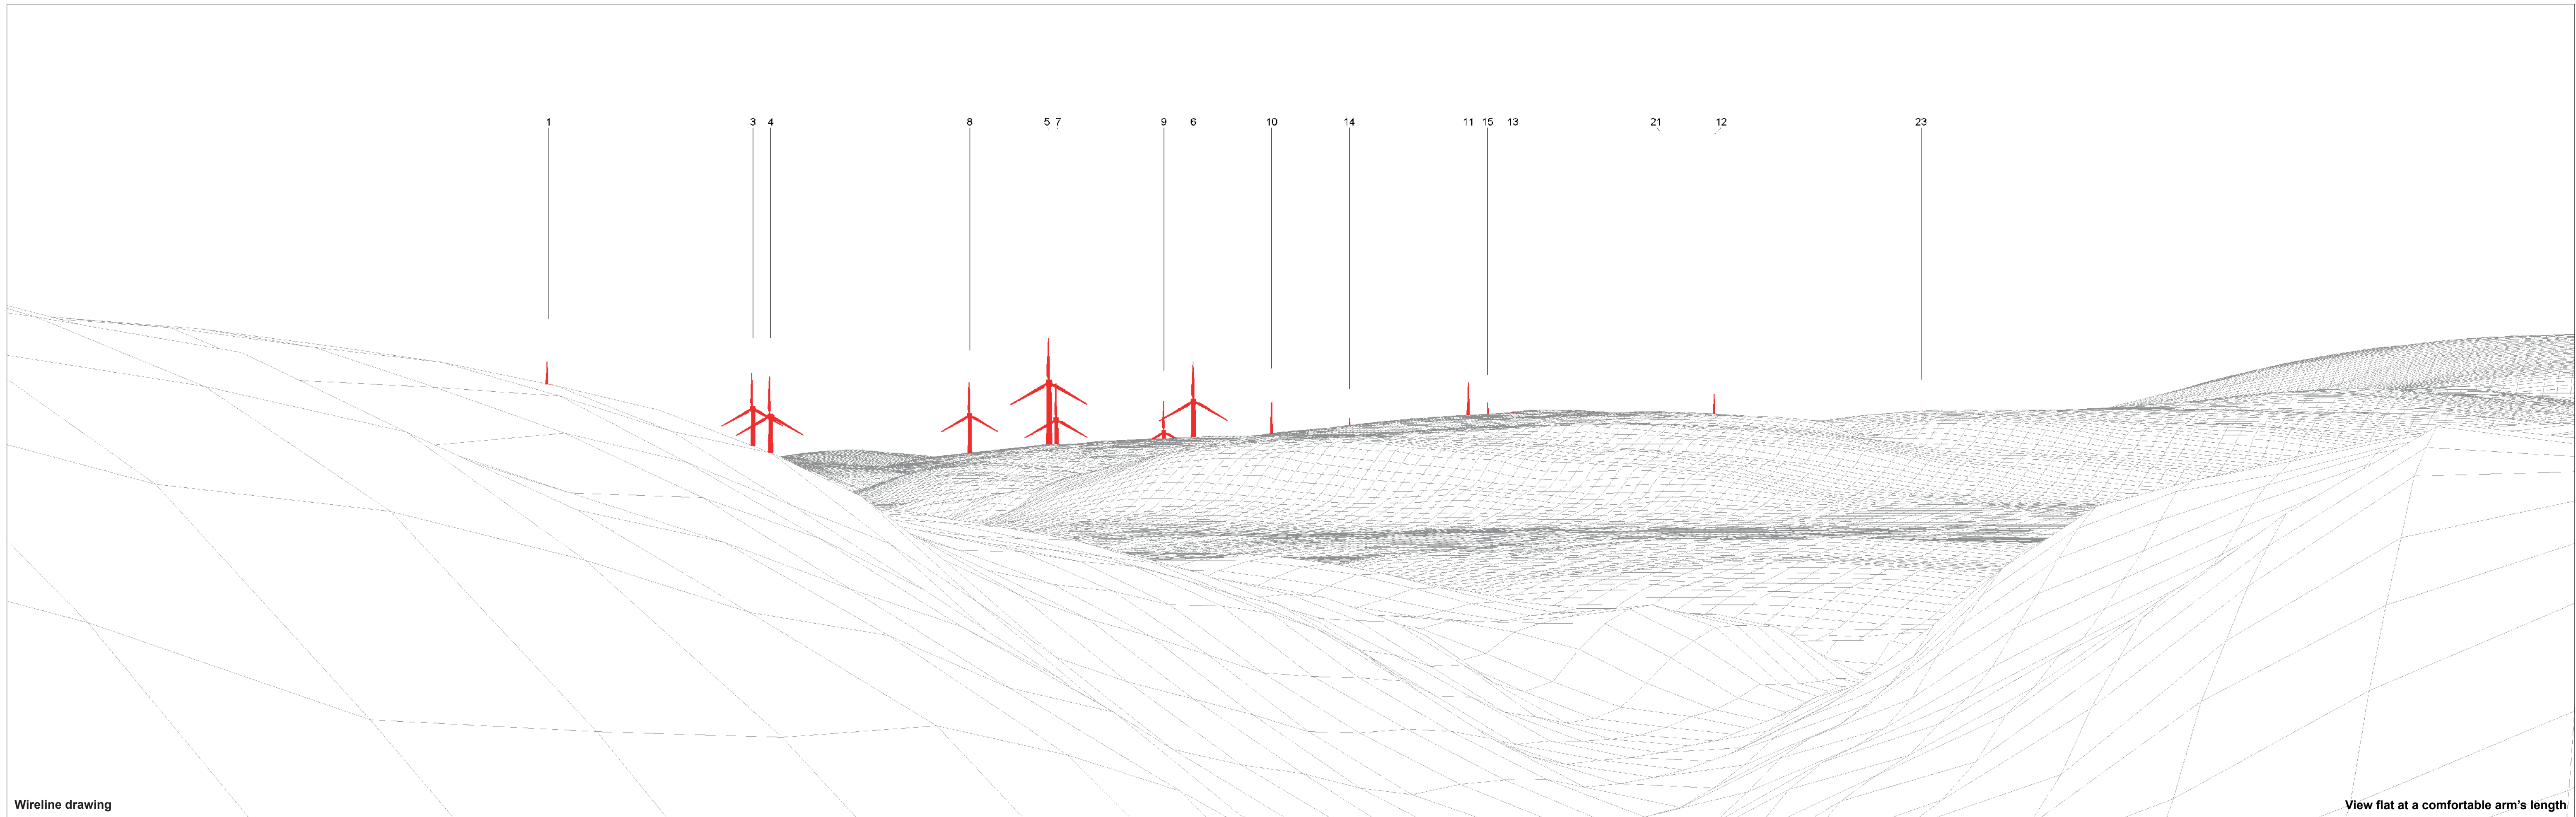 1 3 4 8 5 7 9 6 10 14 11 15 13 21 12 23
Wireline drawing
View flat at a comfortable arm's length